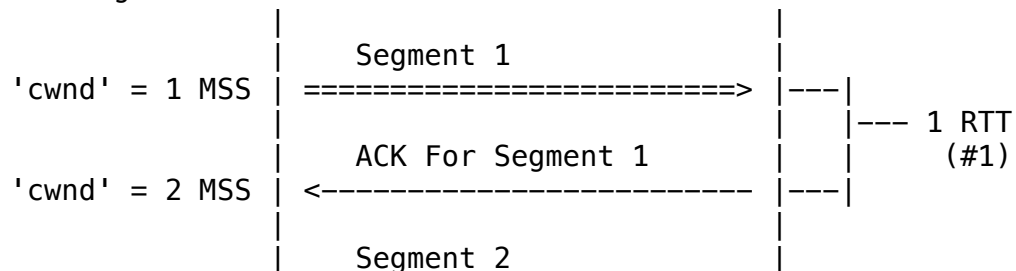 Segment 1
'cwnd' = 1 MSS | ========================> |---|
|--- 1 RTT
ACK For Segment 1 | | (#1)
'cwnd' = 2 MSS | <-------------------------- |---|
Segment 2